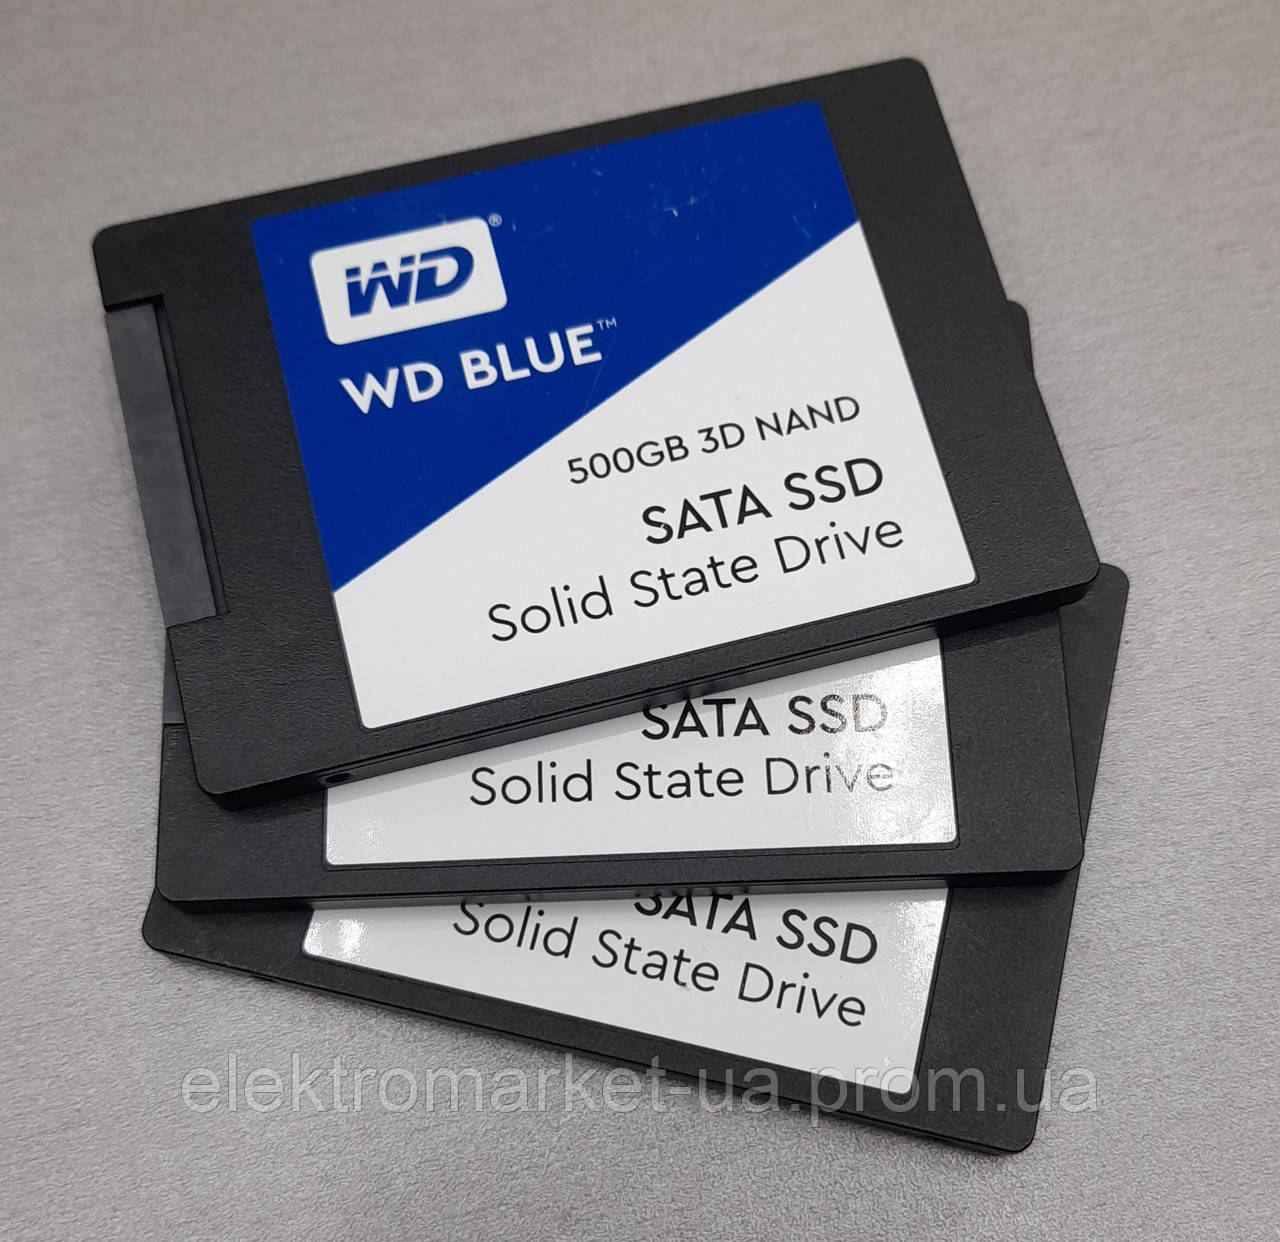 WD®
WD BLUE™
500GB 3D NAND
SATA SSD
Solid State Drive
SATA SSD
Solid State Drive
SATA SSD
Solid State Drive
elektromarket-ua.prom.ua